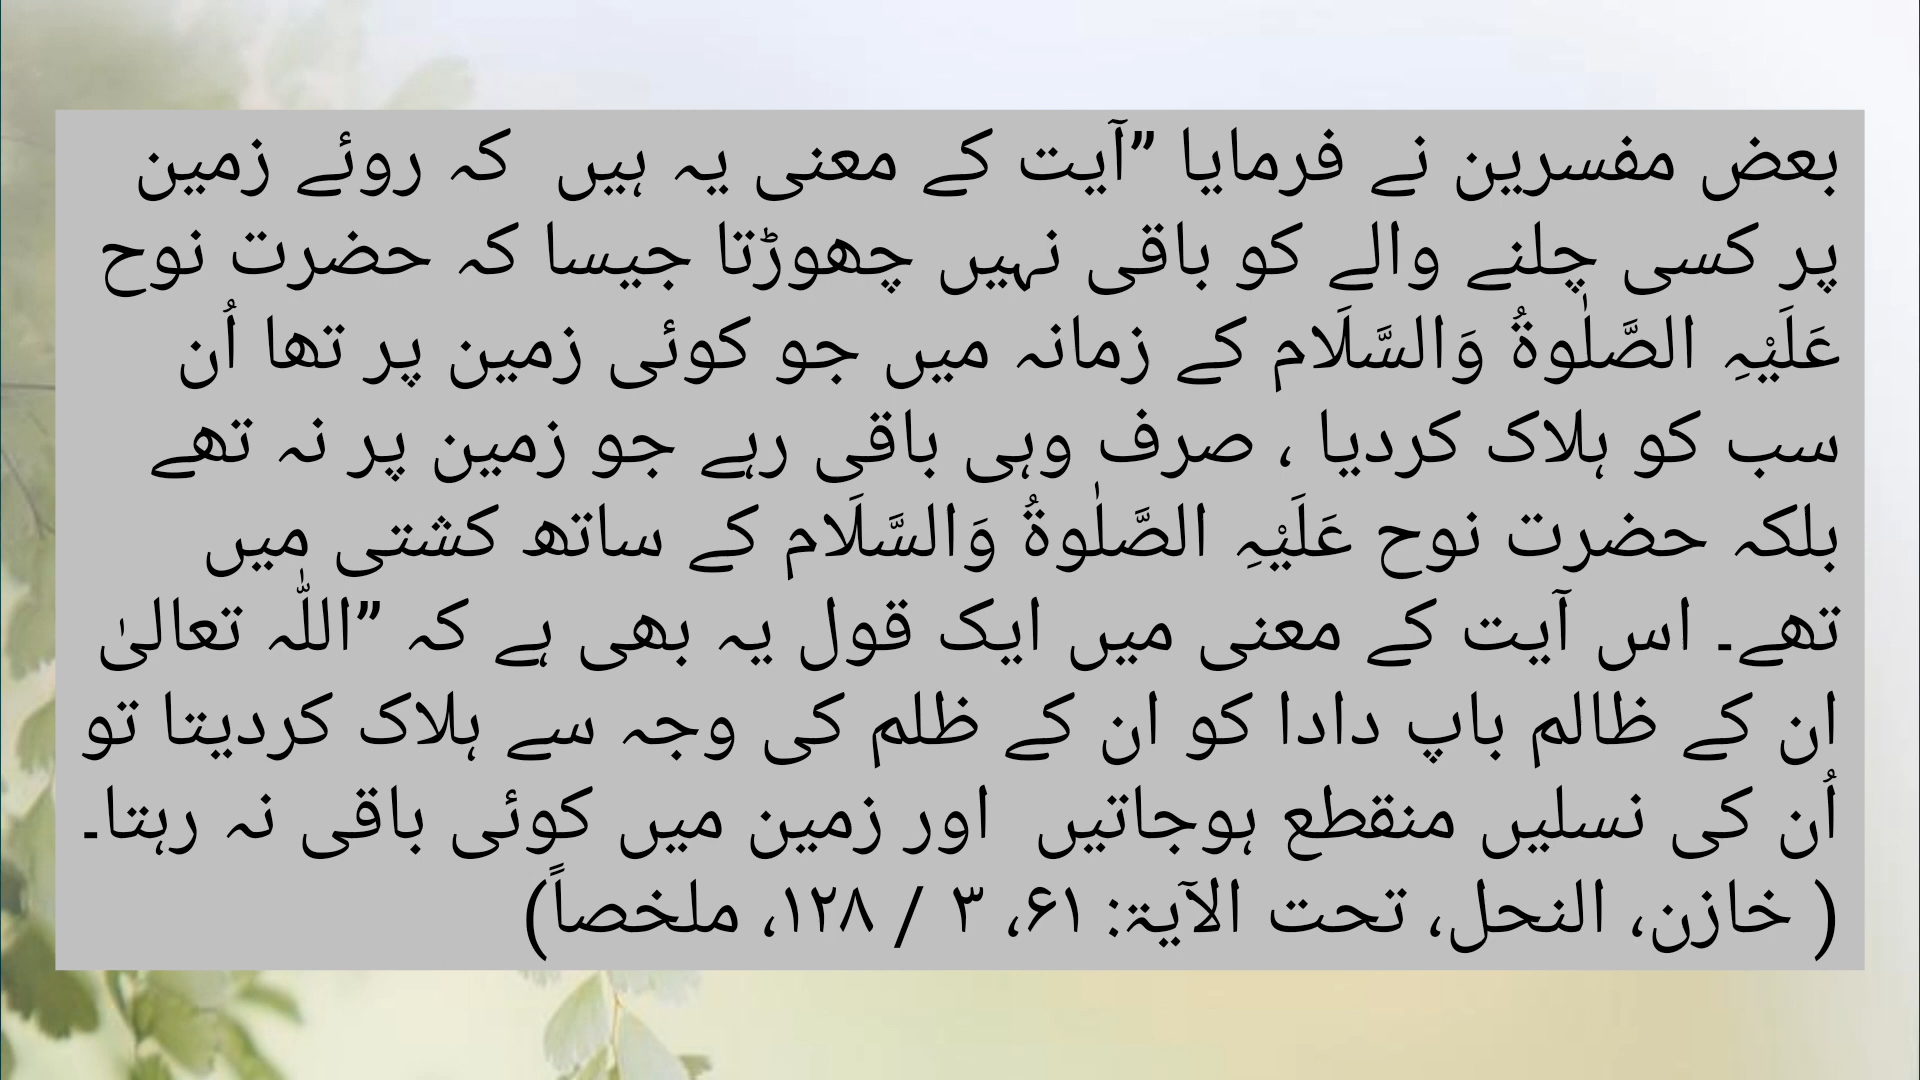 بعض مفسرین نے فرمایا ”آیت کے معنی یہ ہیں  کہ روئے زمین
پر کسی چلنے والے کو باقی نہیں چھوڑتا جیسا کہ حضرت نوح
عَلَیْہِ الصَّلٰوۃُ وَالسَّلَام کے زمانہ میں جو کوئی زمین پر تھا اُن
سب کو ہلاک کردیا ، صرف وہی باقی رہے جو زمین پر نہ تھے
بلکہ حضرت نوح عَلَیْہِ الصَّلٰوۃُ وَالسَّلَام کے ساتھ کشتی میں
تھے۔ اس آیت کے معنی میں ایک قول یہ بھی ہے کہ ”اللّٰہ تعالیٰ
ان کے ظالم باپ دادا کو ان کے ظلم کی وجہ سے ہلاک کردیتا تو
اُن کی نسلیں منقطع ہوجاتیں  اور زمین میں کوئی باقی نہ رہتا۔
( خازن، النحل، تحت الآیۃ: ۶۱، ۳ / ۱۲۸، ملخصاً)